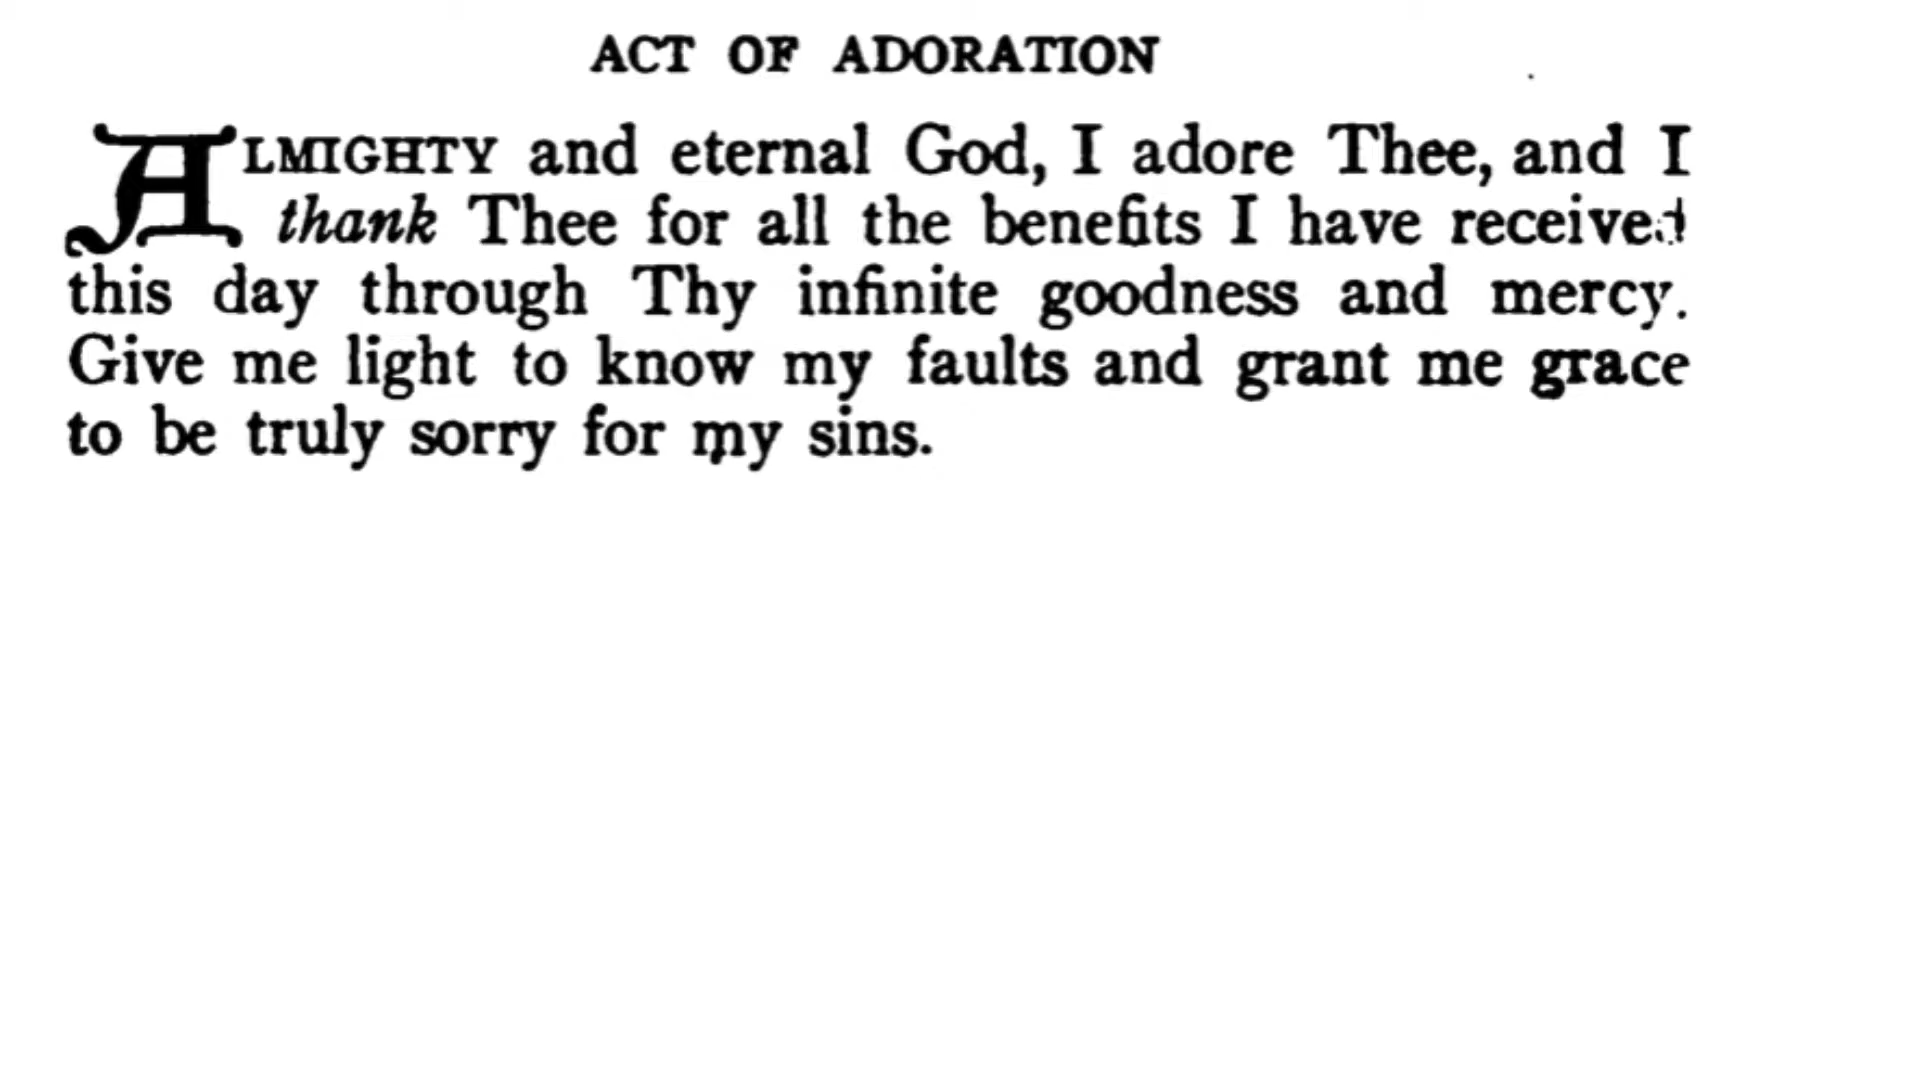 ACT OF ADORATION
ALMIGHTY and eternal God, I adore Thee, and I
thank Thee for all the benefits I have received
this day through Thy infinite goodness and mercy.
Give me light to know my faults and grant me grace
to be truly sorry for my sins.